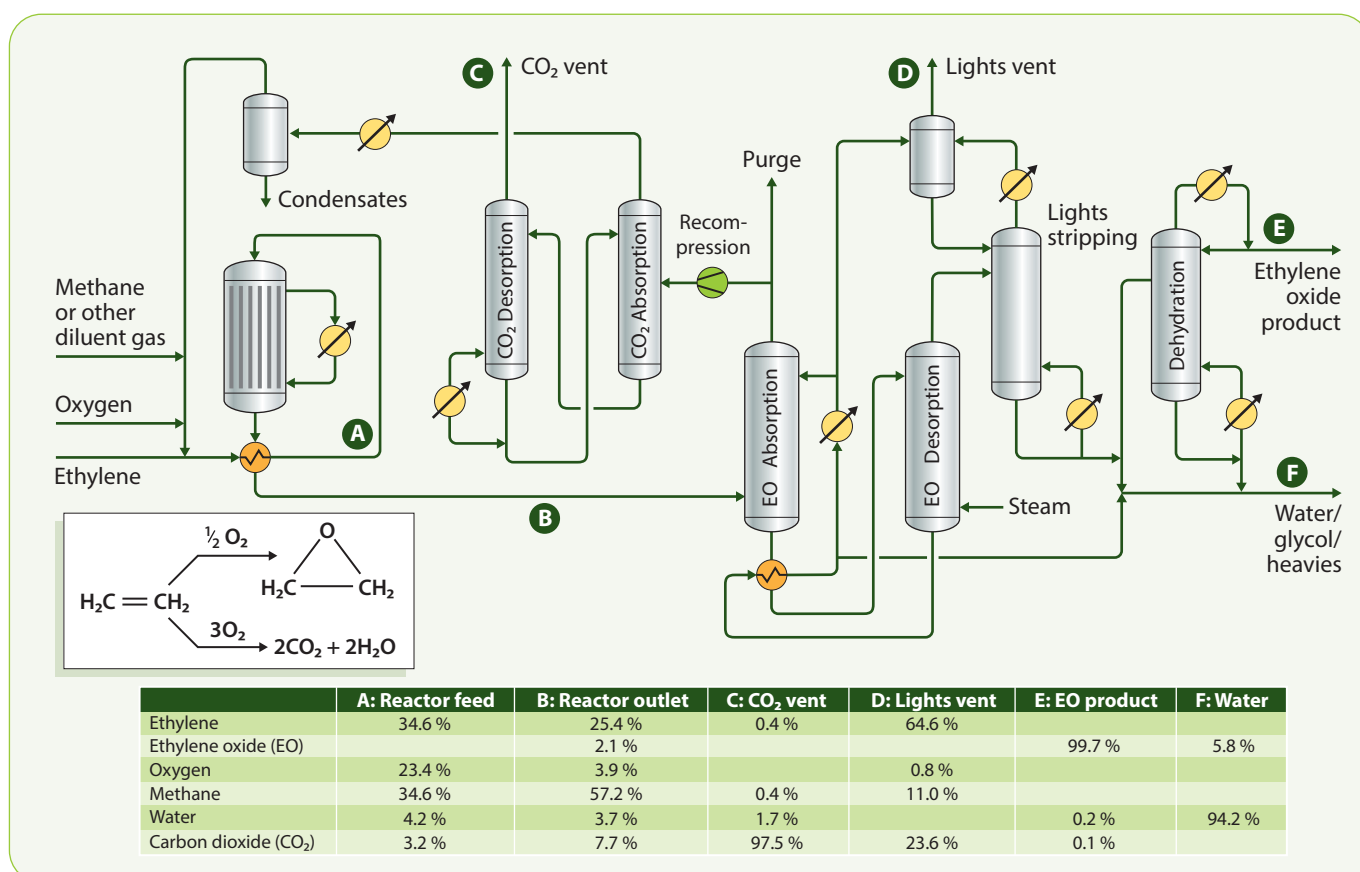 C CO₂ vent
D Lights vent
Condensates
Purge
Recom-
pression
Lights
stripping
CO₂ Desorption
CO₂ Absorption
Dehydration
E
Ethylene
oxide
product
Methane
or other
diluent gas
Oxygen
A
Ethylene
EO Absorption
EO Desorption
B
Steam
F
Water/
glycol/
heavies
½ O₂
O
H₂C CH₂
H₂C = CH₂
3O₂
2CO₂ + 2H₂O
A: Reactor feed B: Reactor outlet C: CO₂ vent D: Lights vent E: EO product F: Water
Ethylene 34.6 % 25.4 % 0.4 % 64.6 %
Ethylene oxide (EO) 2.1 % 99.7 % 5.8 %
Oxygen 23.4 % 3.9 % 0.8 %
Methane 34.6 % 57.2 % 0.4 % 11.0 %
Water 4.2 % 3.7 % 1.7 % 0.2 % 94.2 %
Carbon dioxide (CO₂) 3.2 % 7.7 % 97.5 % 23.6 % 0.1 %